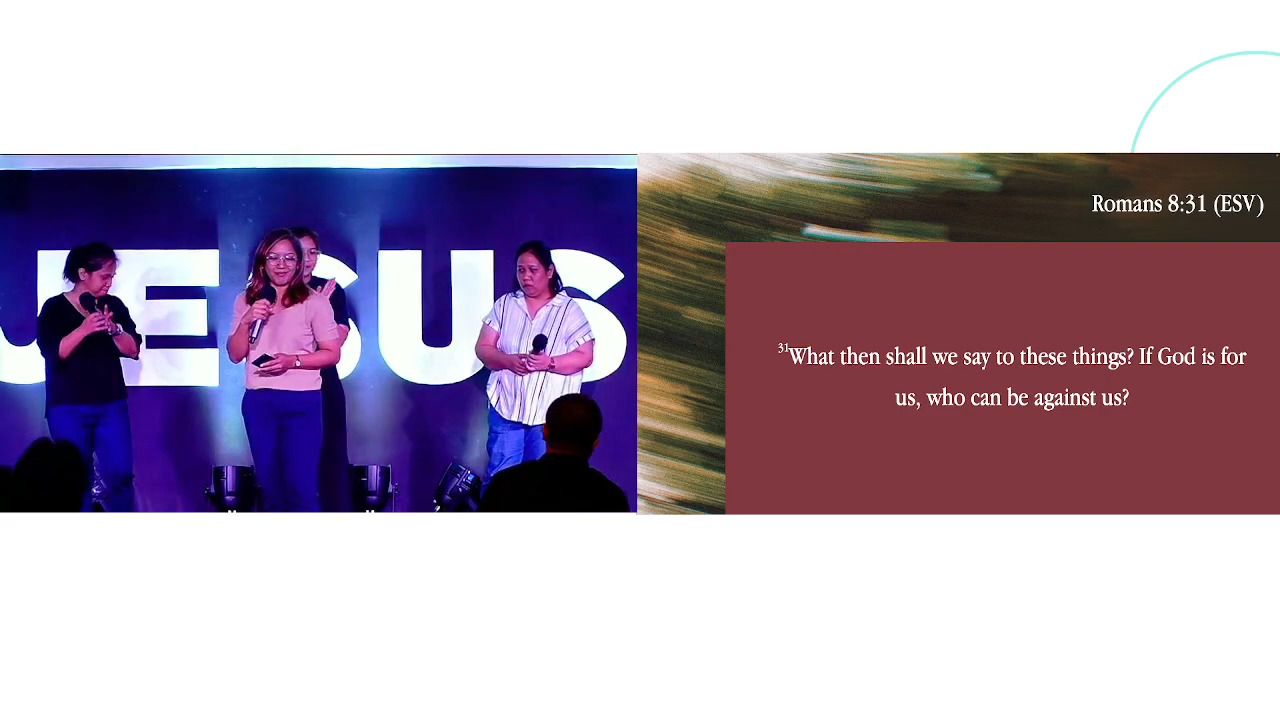 JESUS
Romans 8:31 (ESV)
31What then shall we say to these things? If God is for
us, who can be against us?